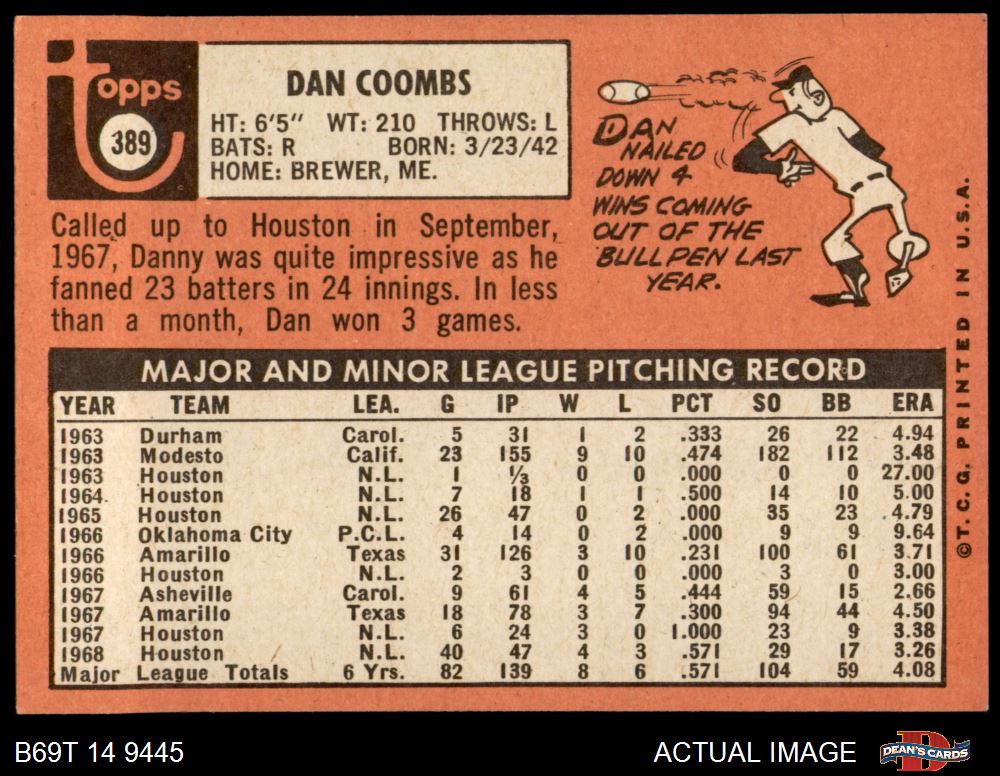 topps
389
DAN COOMBS
HT: 6'5" WT: 210 THROWS: L
BATS: R BORN: 3/23/42
HOME: BREWER, ME.
DAN
NAILED
DOWN 4
WINS COMING
OUT OF THE
BULLPEN LAST
YEAR.
Called up to Houston in September,
1967, Danny was quite impressive as he
fanned 23 batters in 24 innings. In less
than a month, Dan won 3 games.
MAJOR AND MINOR LEAGUE PITCHING RECORD
YEAR TEAM LEA. G IP W L PCT SO BB ERA
1963 Durham Carol. 5 31 1 2 .333 26 22 4.94
1963 Modesto Calif. 23 155 9 10 .474 182 112 3.48
1963 Houston N.L. 1 ⅓ 0 0 .000 0 0 27.00
1964 Houston N.L. 7 18 1 1 .500 14 10 5.00
1965 Houston N.L. 26 47 0 2 .000 35 23 4.79
1966 Oklahoma City P.C.L. 4 14 0 2 .000 9 9 9.64
1966 Amarillo Texas 31 126 3 10 .231 100 61 3.71
1966 Houston N.L. 2 3 0 0 .000 3 0 3.00
1967 Asheville Carol. 9 61 4 5 .444 59 15 2.66
1967 Amarillo Texas 18 78 3 7 .300 94 44 4.50
1967 Houston N.L. 6 24 3 0 1.000 23 9 3.38
1968 Houston N.L. 40 47 4 3 .571 29 17 3.26
Major League Totals 6 Yrs. 82 139 8 6 .571 104 59 4.08
©T.C.G. PRINTED IN U.S.A.
B69T 14 9445
ACTUAL IMAGE
DEAN'S CARDS